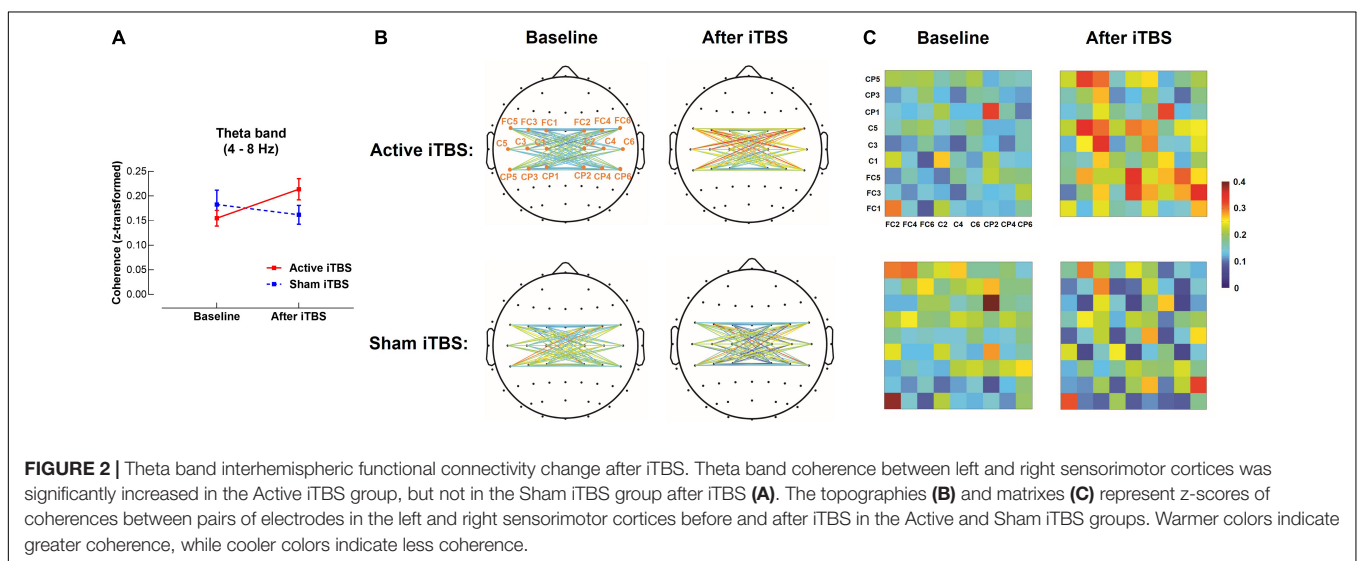 A
B
Baseline
After iTBS
C
Baseline
After iTBS
Theta band
(4 - 8 Hz)
Coherence (z-transformed)
0.25
0.20
0.15
0.10
0.05
0.00
Active iTBS
Sham iTBS
Baseline
After iTBS
Active iTBS:
FC5 FC3 FC1 FC2 FC4 FC6
C5 C3 C4 C6
CP5 CP3 CP1 CP2 CP4 CP6
Sham iTBS:
CP5
CP3
CP1
C5
C3
C1
FC5
FC3
FC1
FC2 FC4 FC6 C2 C4 C6 CP2 CP4 CP6
0.4
0.3
0.2
0.1
0
FIGURE 2 | Theta band interhemispheric functional connectivity change after iTBS. Theta band coherence between left and right sensorimotor cortices was
significantly increased in the Active iTBS group, but not in the Sham iTBS group after iTBS (A). The topographies (B) and matrixes (C) represent z-scores of
coherences between pairs of electrodes in the left and right sensorimotor cortices before and after iTBS in the Active and Sham iTBS groups. Warmer colors indicate
greater coherence, while cooler colors indicate less coherence.